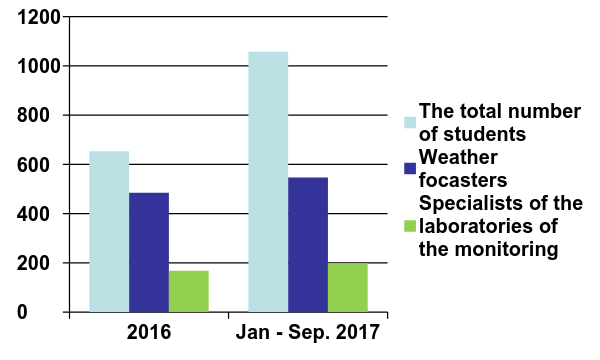 1200
1000
800
600
400
200
0
2016
Jan - Sep. 2017
The total number
of students
Weather
focasters
Specialists of the
laboratories of
the monitoring